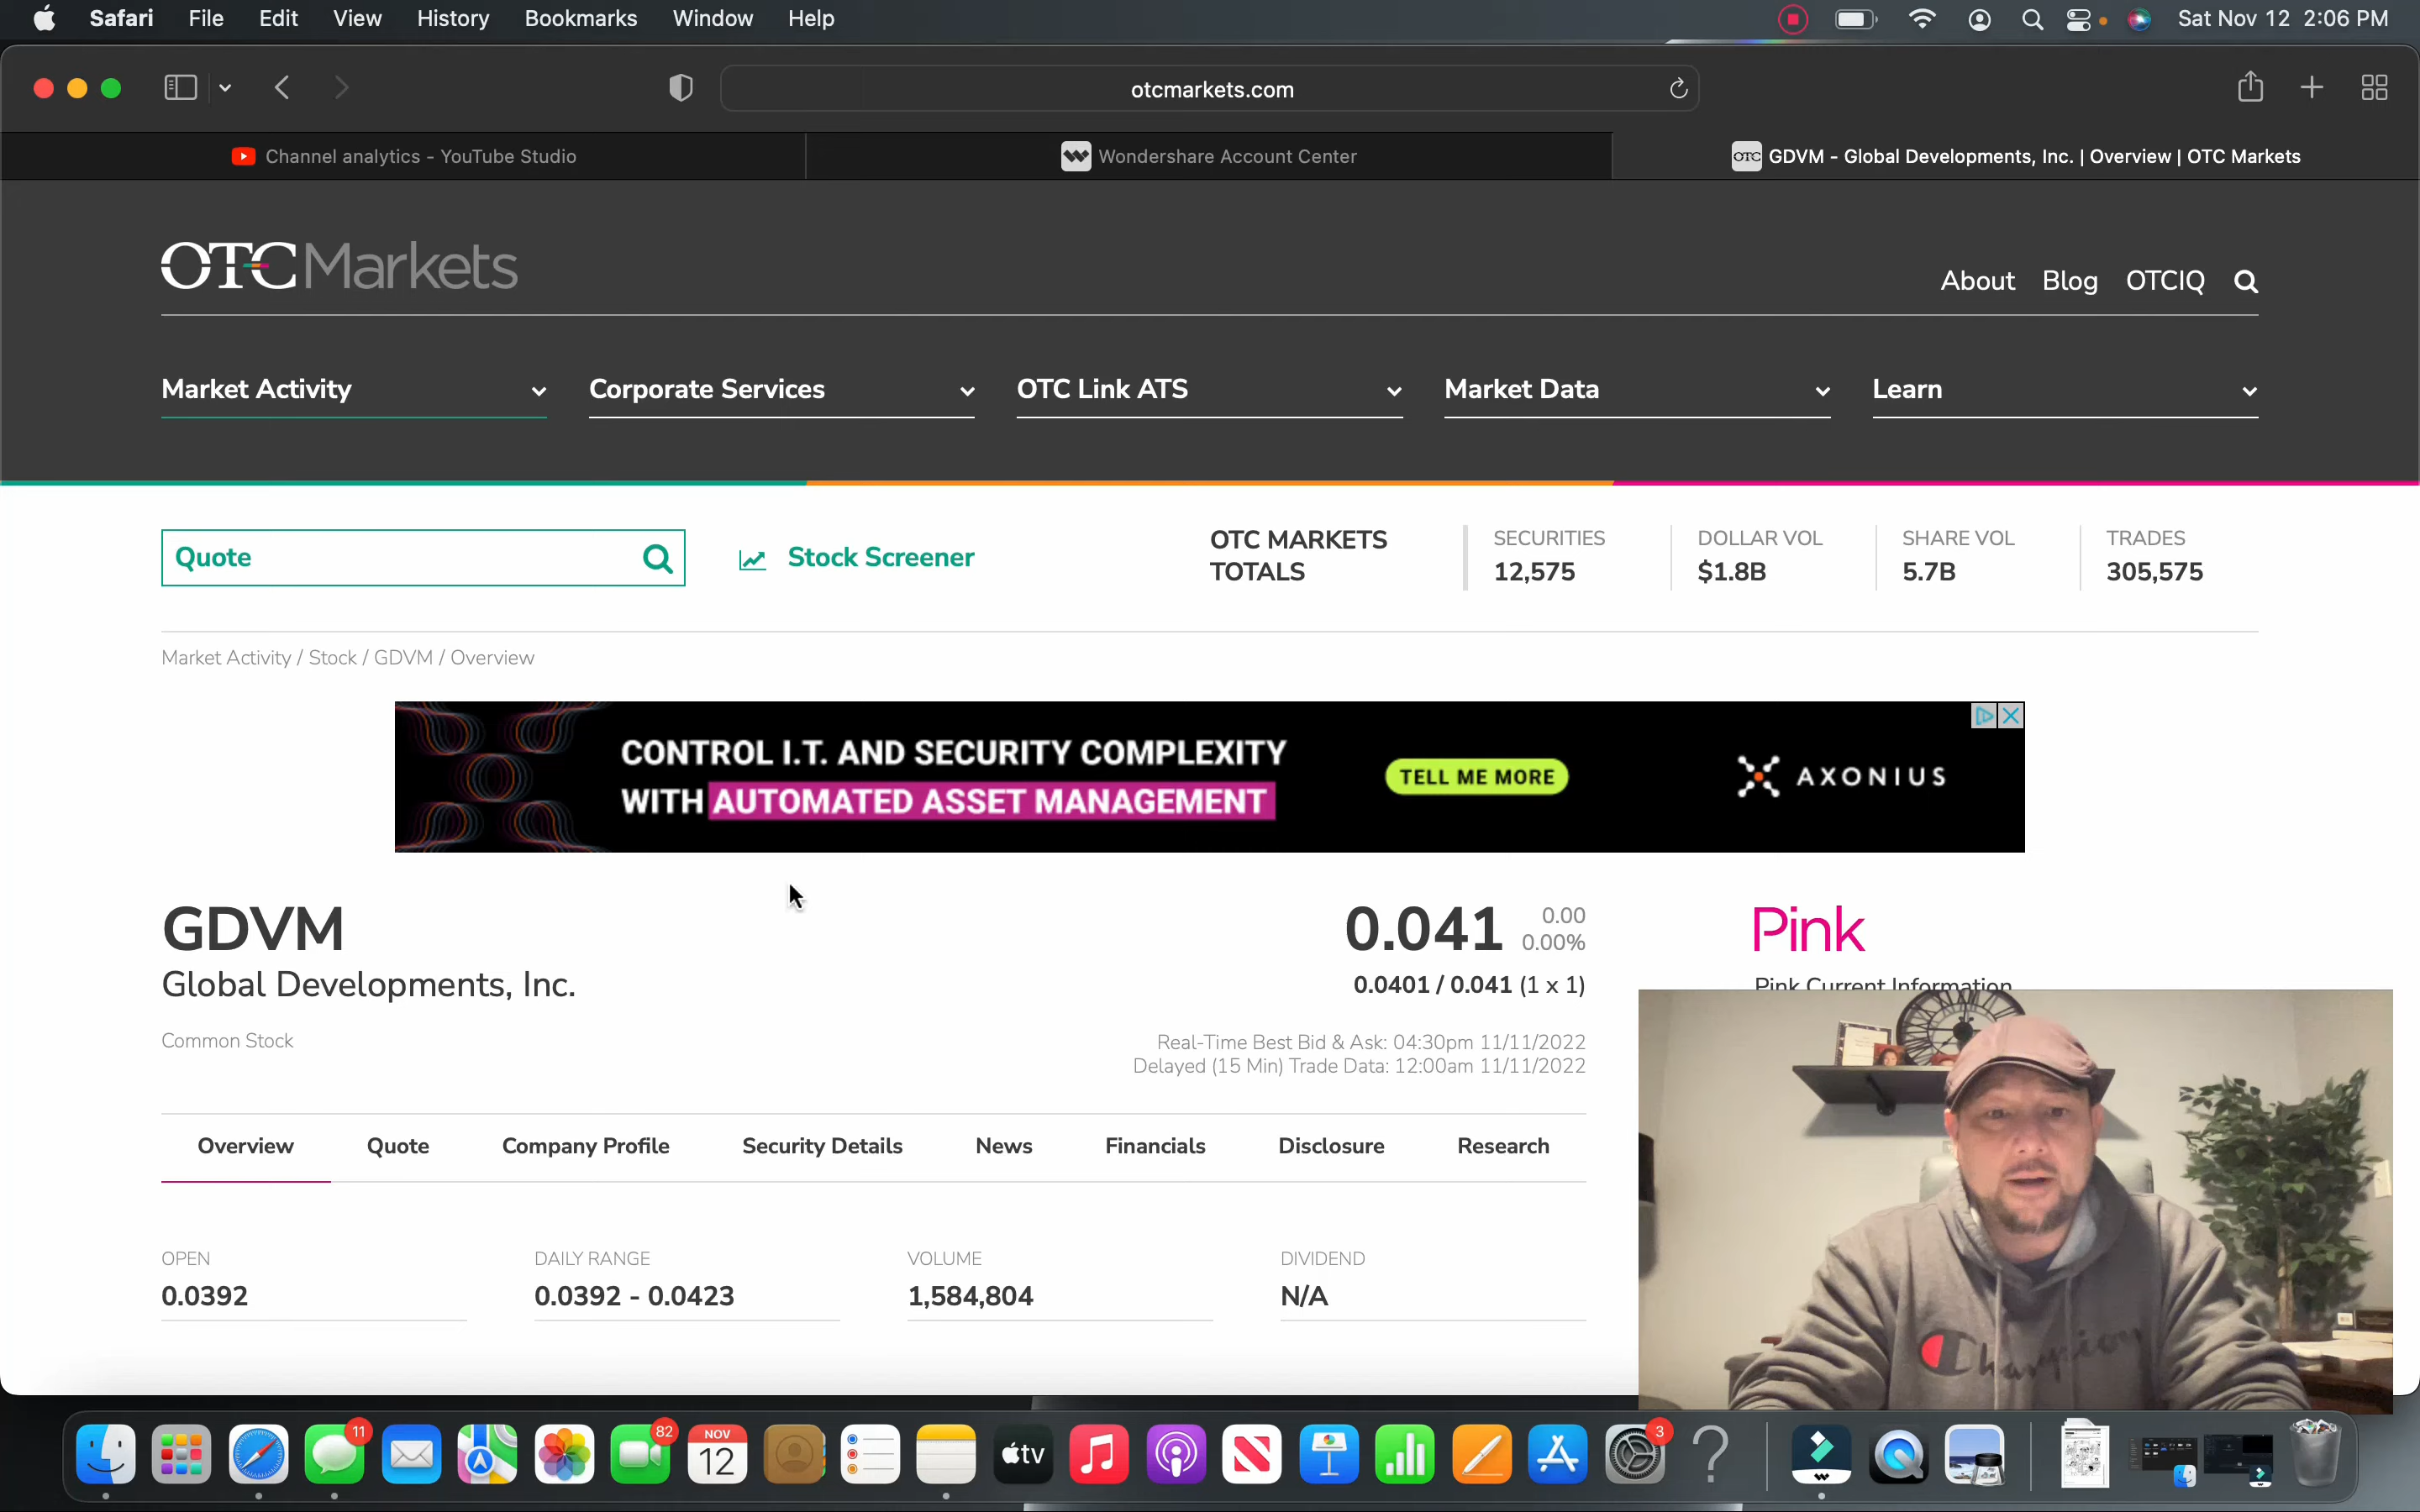 Safari File Edit View History Bookmarks Window Help Sat Nov 12 2:06 PM
otcmarkets.com
Channel analytics - YouTube Studio
Wondershare Account Center
OTC GDVM - Global Developments, Inc. | Overview | OTC Markets
OTC Markets
About Blog OTCIQ
Market Activity Corporate Services OTC Link ATS Market Data Learn
Quote
Stock Screener
OTC MARKETS
TOTALS
SECURITIES
12,575
DOLLAR VOL
$1.8B
SHARE VOL
5.7B
TRADES
305,575
Market Activity / Stock / GDVM / Overview
CONTROL I.T. AND SECURITY COMPLEXITY
WITH AUTOMATED ASSET MANAGEMENT
TELL ME MORE
AXONIUS
GDVM
Global Developments, Inc.
Common Stock
0.041
0.00
0.00%
0.0401 / 0.041 (1 x 1)
Real-Time Best Bid & Ask: 04:30pm 11/11/2022
Delayed (15 Min) Trade Data: 12:00am 11/11/2022
Pink
Pink Current Information
Overview Quote Company Profile Security Details News Financials Disclosure Research
OPEN
0.0392
DAILY RANGE
0.0392 - 0.0423
VOLUME
1,584,804
DIVIDEND
N/A
Champion
11
82
NOV
12
tv
3